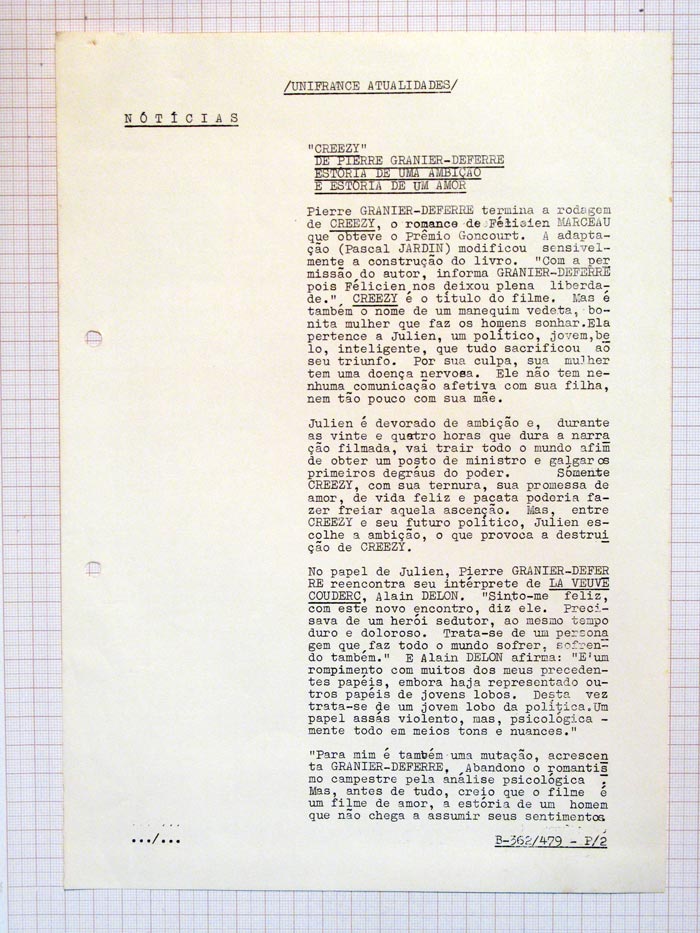 /UNIFRANCE ATUALIDADES/
N Ó T Í C I A S
"CREEZY"
DE PIERRE GRANIER-DEFERRE
ESTÓRIA DE UMA AMBIÇAO
E ESTÓRIA DE UM AMOR
Pierre GRANIER-DEFERRE termina a rodagem
de CREEZY, o romance de Félisien MARCEAU
que obteve o Prêmio Goncourt. A adapta-
ção (Pascal JARDIN) modificou sensivel-
mente a construção do livro. "Com a per
missão do autor, informa GRANIER-DEFERRE
pois Félicien nos deixou plena liberda-
de." CREEZY é o título do filme. Mas é
também o nome de um manequim vedeta, bo-
nita mulher que faz os homens sonhar.Ela
pertence a Julien, um político, jovem,be
lo, inteligente, que tudo sacrificou ao
seu triunfo. Por sua culpa, sua mulher
tem uma doença nervosa. Ele não tem ne-
nhuma comunicação afetiva com sua filha,
nem tão pouco com sua mãe.
Julien é devorado de ambição e, durante
as vinte e quatro horas que dura a narra
ção filmada, vai trair todo o mundo afim
de obter um posto de ministro e galgar os
primeiros degráus do poder. Sòmente
CREEZY, com sua ternura, sua promessa de
amor, de vida feliz e pacata poderia fa-
zer freiar aquela ascenção. Mas, entre
CREEZY e seu futuro político, Julien es-
colhe a ambição, o que provoca a destrui
ção de CREEZY.
No papel de Julien, Pierre GRANIER-DEFER
RE reencontra seu intérprete de LA VEUVE
COUDERC, Alain DELON. "Sinto-me feliz,
com este novo encontro, diz ele. Preci-
sava de um herói sedutor, ao mesmo tempo
duro e doloroso. Trata-se de um persona
gem que faz todo o mundo sofrer, sofren-
do também." E Alain DELON afirma: "E'um
rompimento com muitos dos meus preceden-
tes papéis, embora haja representado ou-
tros papéis de jovens lobos. Desta vez
trata-se de um jovem lobo da política.Um
papel assás violento, mas, psicológica -
mente todo em meios tons e nuances."
"Para mim é também uma mutação, acrescen
ta GRANIER-DEFERRE. Abandono o romantis
mo campestre pela análise psicológica .
Mas, antes de tudo, creio que o filme é
um filme de amor, a estória de um homem
que não chega a assumir seus sentimentos
.../...
B-362/479 - P/2